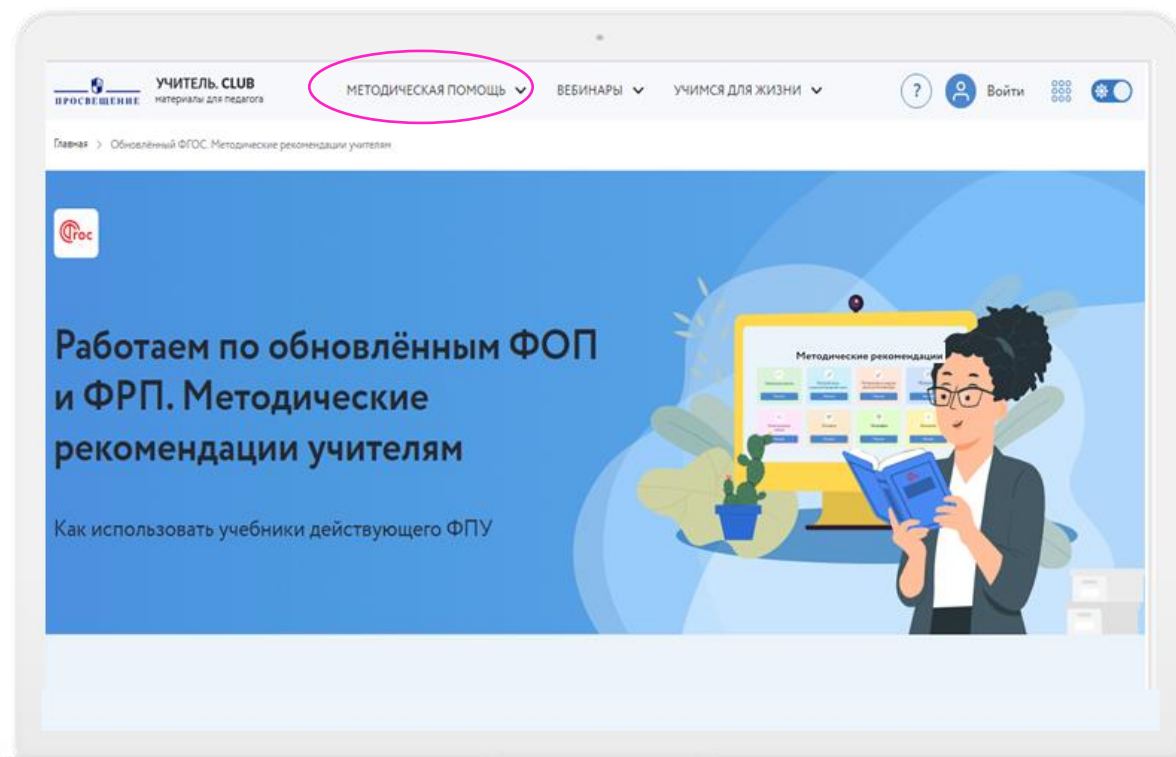 ПРОСВЕЩЕНИЕ
УЧИТЕЛЬ. CLUB
материалы для педагога
МЕТОДИЧЕСКАЯ ПОМОЩЬ
ВЕБИНАРЫ
УЧИМСЯ ДЛЯ ЖИЗНИ
?
Войти
Главная > Обновлённый ФГОС. Методические рекомендации учителям
ФГОС
Работаем по обновлённым ФОП
и ФРП. Методические
рекомендации учителям
Как использовать учебники действующего ФПУ
Методические рекомендации